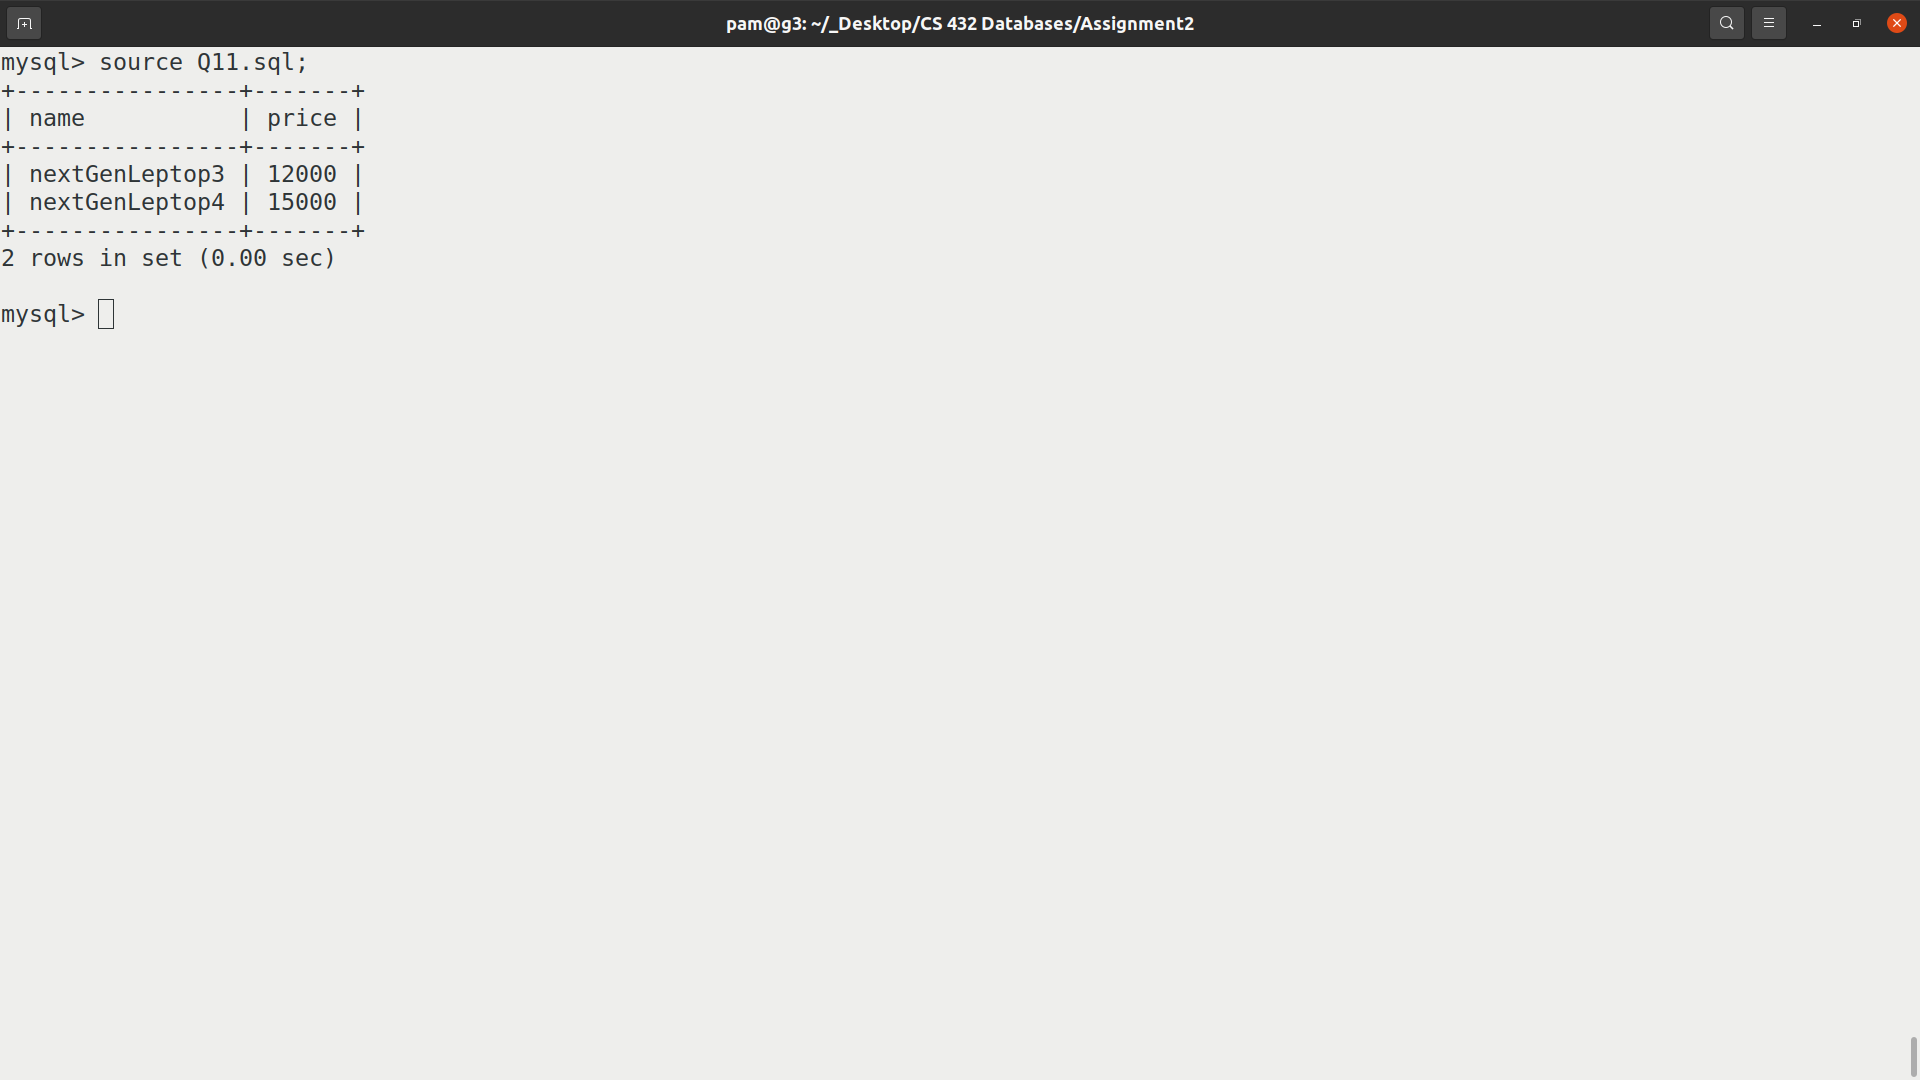 pam@g3: ~/_Desktop/CS 432 Databases/Assignment2
mysql> source Q11.sql;
+----------------+-------+
| name           | price |
+----------------+-------+
| nextGenLeptop3 | 12000 |
| nextGenLeptop4 | 15000 |
+----------------+-------+
2 rows in set (0.00 sec)
mysql>